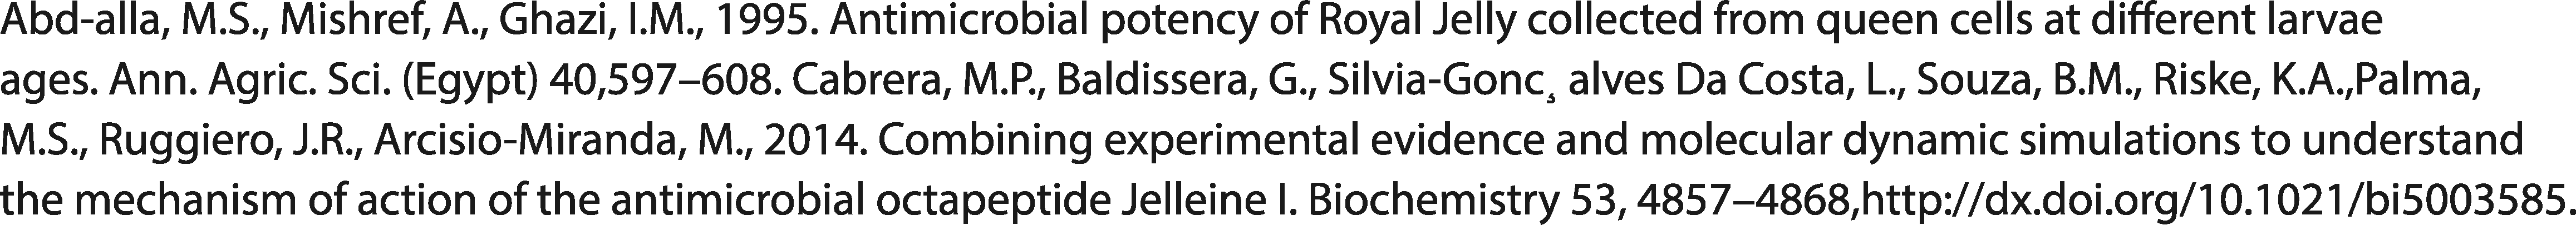 Abd-alla, M.S., Mishref, A., Ghazi, I.M., 1995. Antimicrobial potency of Royal Jelly collected from queen cells at different larvae
ages. Ann. Agric. Sci. (Egypt) 40,597–608. Cabrera, M.P., Baldissera, G., Silvia-Gonc¸ alves Da Costa, L., Souza, B.M., Riske, K.A.,Palma,
M.S., Ruggiero, J.R., Arcisio-Miranda, M., 2014. Combining experimental evidence and molecular dynamic simulations to understand
the mechanism of action of the antimicrobial octapeptide Jelleine I. Biochemistry 53, 4857–4868,http://dx.doi.org/10.1021/bi5003585.